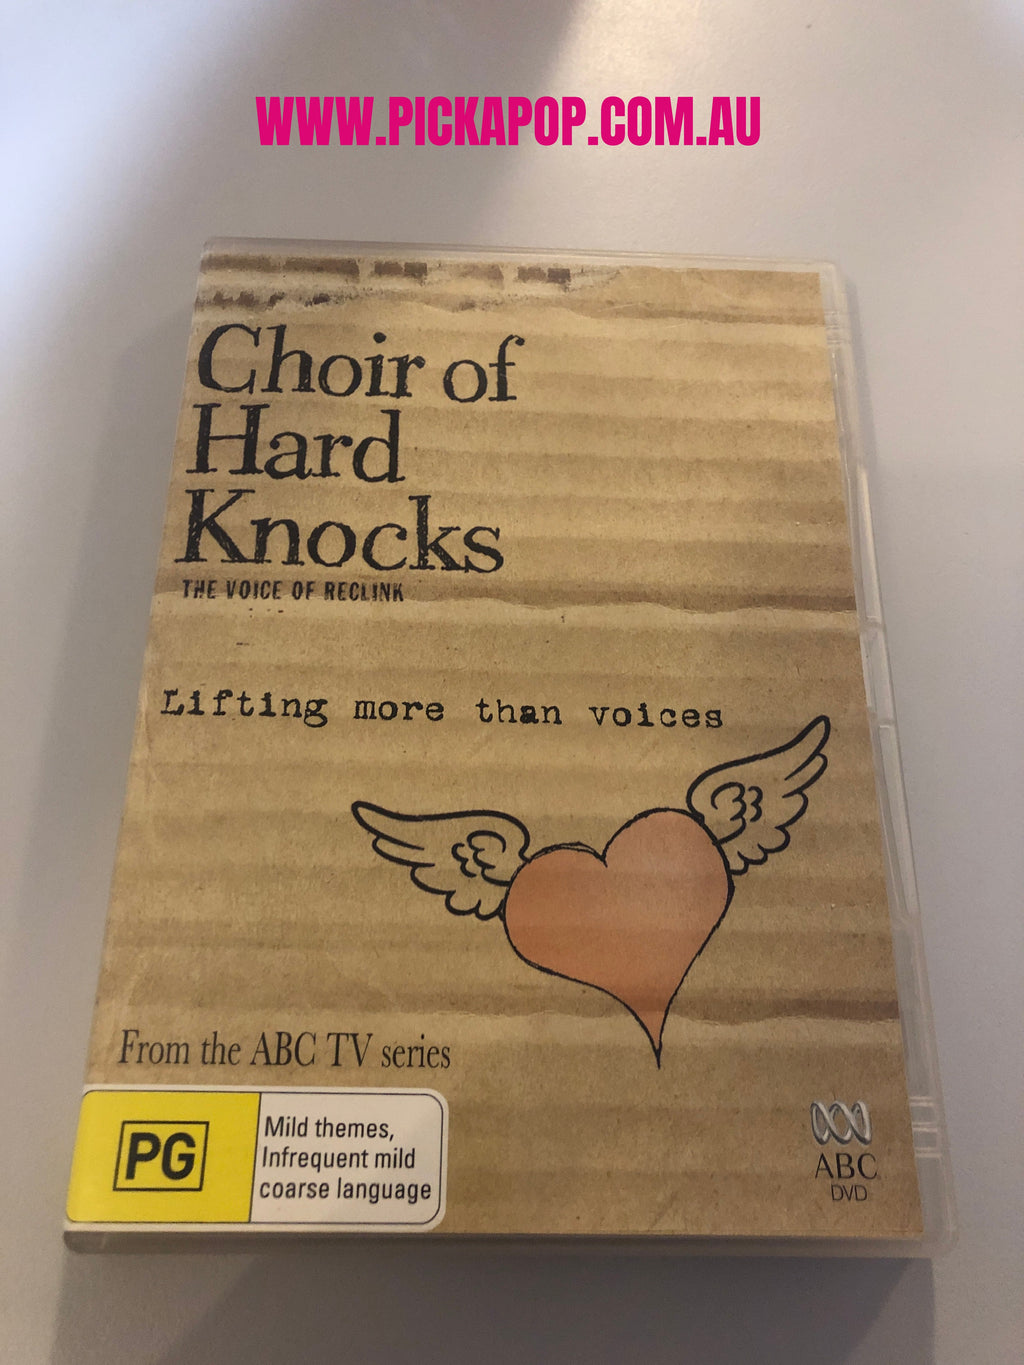 WWW.PICKAPOP.COM.AU
Choir of
Hard
Knocks
THE VOICE OF RECLINK
Lifting more than voices
From the ABC TV series
PG
Mild themes,
Infrequent mild
coarse language
ABC
DVD